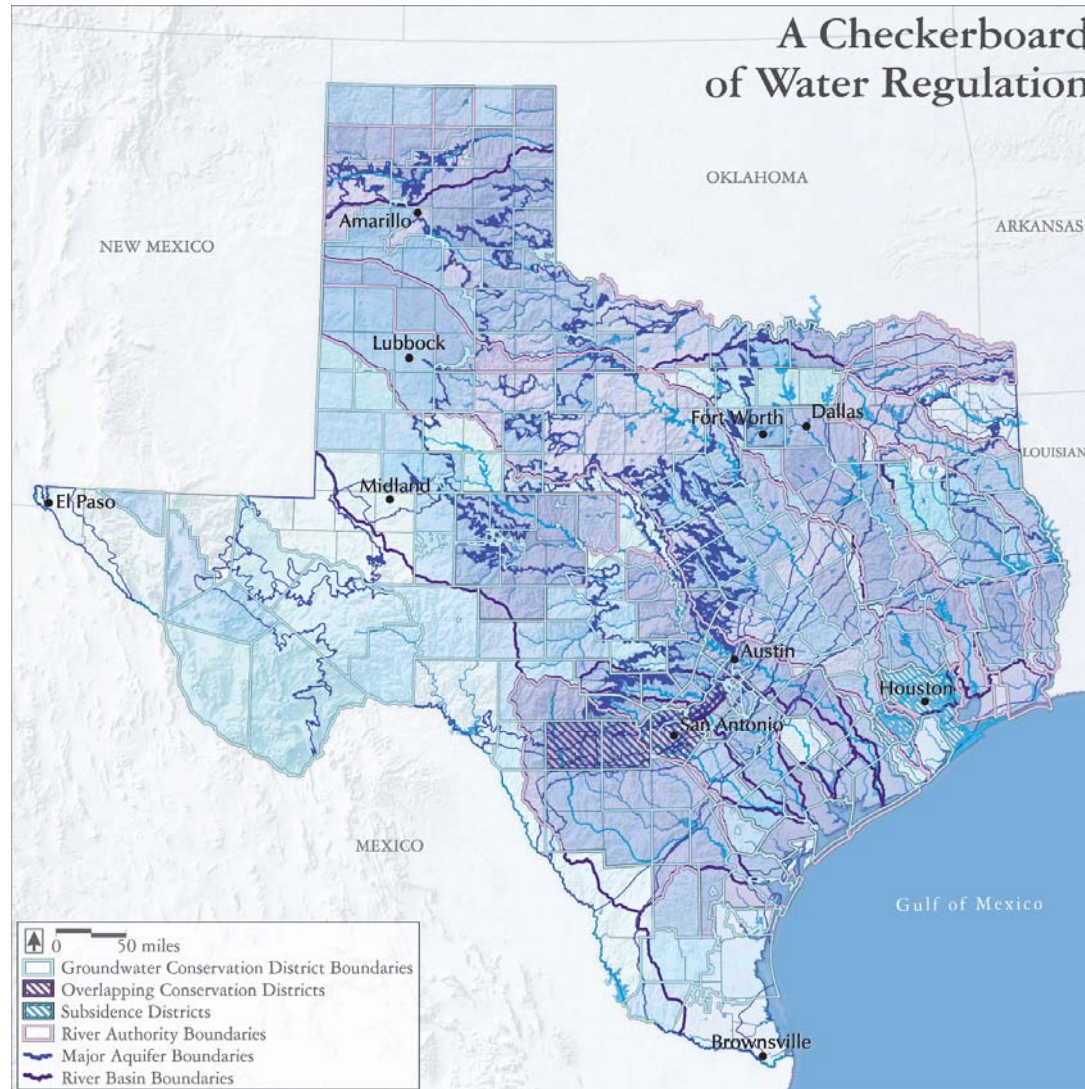 A Checkerboard
of Water Regulation
OKLAHOMA
ARKANSAS
NEW MEXICO
Amarillo
Lubbock
Fort Worth
Dallas
LOUISIAN
Midland
El Paso
Austin
Houston
San Antonio
MEXICO
Gulf of Mexico
Brownsville
0 50 miles
Groundwater Conservation District Boundaries
Overlapping Conservation Districts
Subsidence Districts
River Authority Boundaries
Major Aquifer Boundaries
River Basin Boundaries